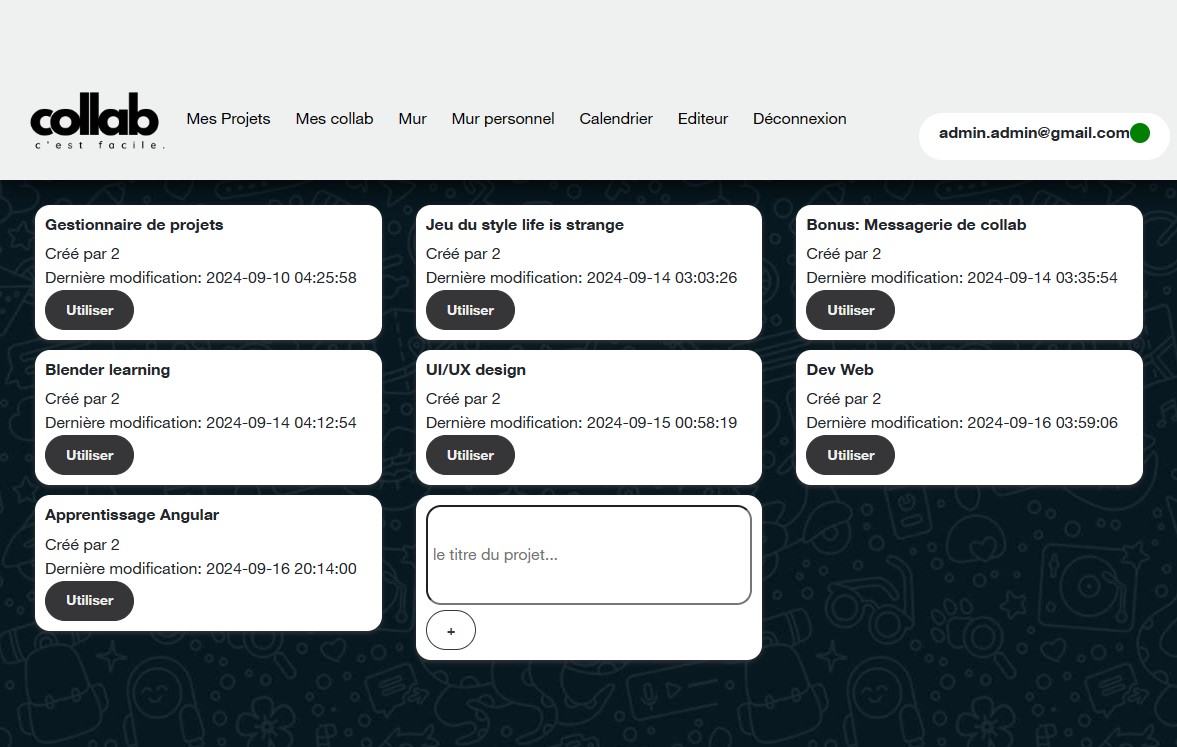 collab
c'est facile.
Mes Projets Mes collab Mur Mur personnel Calendrier Editeur Déconnexion
admin.admin@gmail.com
Gestionnaire de projets
Créé par 2
Dernière modification: 2024-09-10 04:25:58
Utiliser
Jeu du style life is strange
Créé par 2
Dernière modification: 2024-09-14 03:03:26
Utiliser
Bonus: Messagerie de collab
Créé par 2
Dernière modification: 2024-09-14 03:35:54
Utiliser
Blender learning
Créé par 2
Dernière modification: 2024-09-14 04:12:54
Utiliser
UI/UX design
Créé par 2
Dernière modification: 2024-09-15 00:58:19
Utiliser
Dev Web
Créé par 2
Dernière modification: 2024-09-16 03:59:06
Utiliser
Apprentissage Angular
Créé par 2
Dernière modification: 2024-09-16 20:14:00
Utiliser
le titre du projet...
+